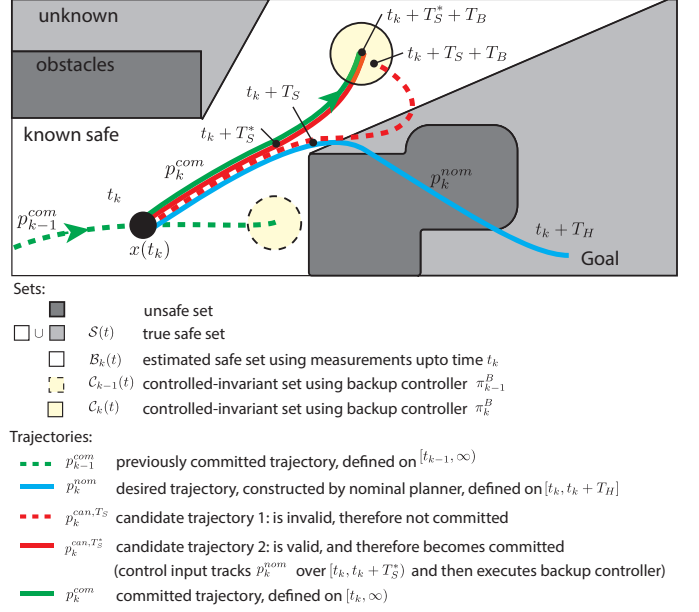 unknown
t_k + T_S^* + T_B
t_k + T_S + T_B
obstacles
t_k + T_S
known safe
t_k + T_S^*
p_k^{com}
p_k^{nom}
t_k
p_{k-1}^{com}
t_k + T_H
x(t_k)
Goal
Sets:
unsafe set
∪ S(t) true safe set
B_k(t) estimated safe set using measurements upto time t_k
C_{k-1}(t) controlled-invariant set using backup controller π_{k-1}^B
C_k(t) controlled-invariant set using backup controller π_k^B
Trajectories:
p_{k-1}^{com} previously committed trajectory, defined on [t_{k-1}, ∞)
p_k^{nom} desired trajectory, constructed by nominal planner, defined on [t_k, t_k + T_H]
p_k^{can,T_S} candidate trajectory 1: is invalid, therefore not committed
p_k^{can,T_S^*} candidate trajectory 2: is valid, and therefore becomes committed
(control input tracks p_k^{nom} over [t_k, t_k + T_S^*) and then executes backup controller)
p_k^{com} committed trajectory, defined on [t_k, ∞)